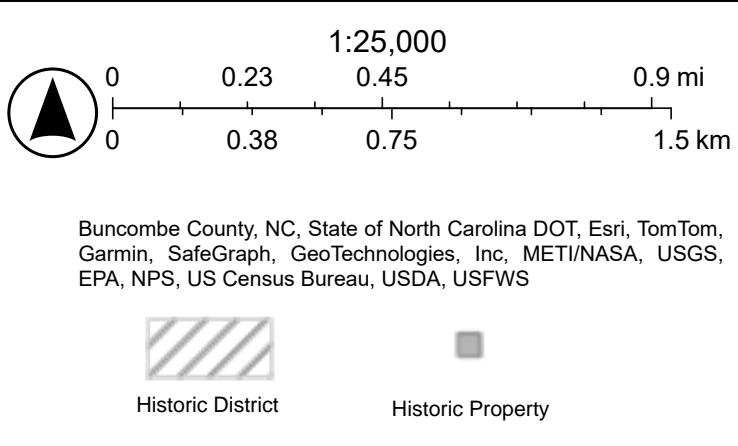 1:25,000
0 0.23 0.45 0.9 mi
0 0.38 0.75 1.5 km
Buncombe County, NC, State of North Carolina DOT, Esri, TomTom,
Garmin, SafeGraph, GeoTechnologies, Inc, METI/NASA, USGS,
EPA, NPS, US Census Bureau, USDA, USFWS
Historic District Historic Property